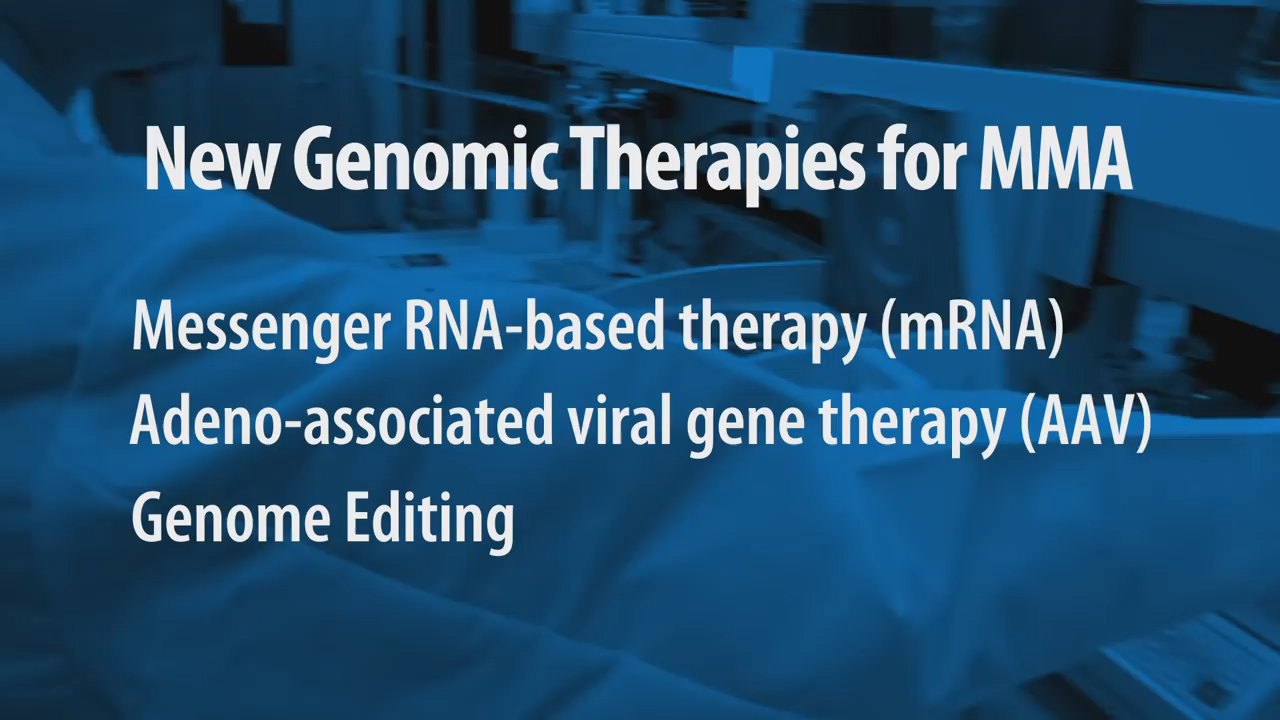 New Genomic Therapies for MMA
Messenger RNA-based therapy (mRNA)
Adeno-associated viral gene therapy (AAV)
Genome Editing